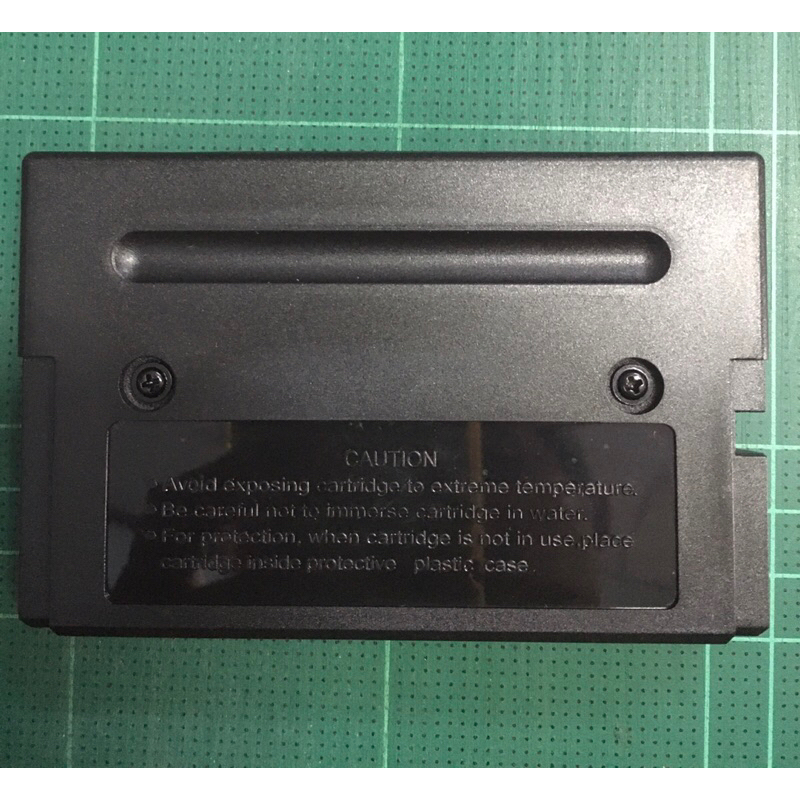 CAUTION
• Avoid exposing cartridge to extreme temperature.
• Be careful not to immerse cartridge in water.
• For protection, when cartridge is not in use,place
cartridge inside protective plastic case.